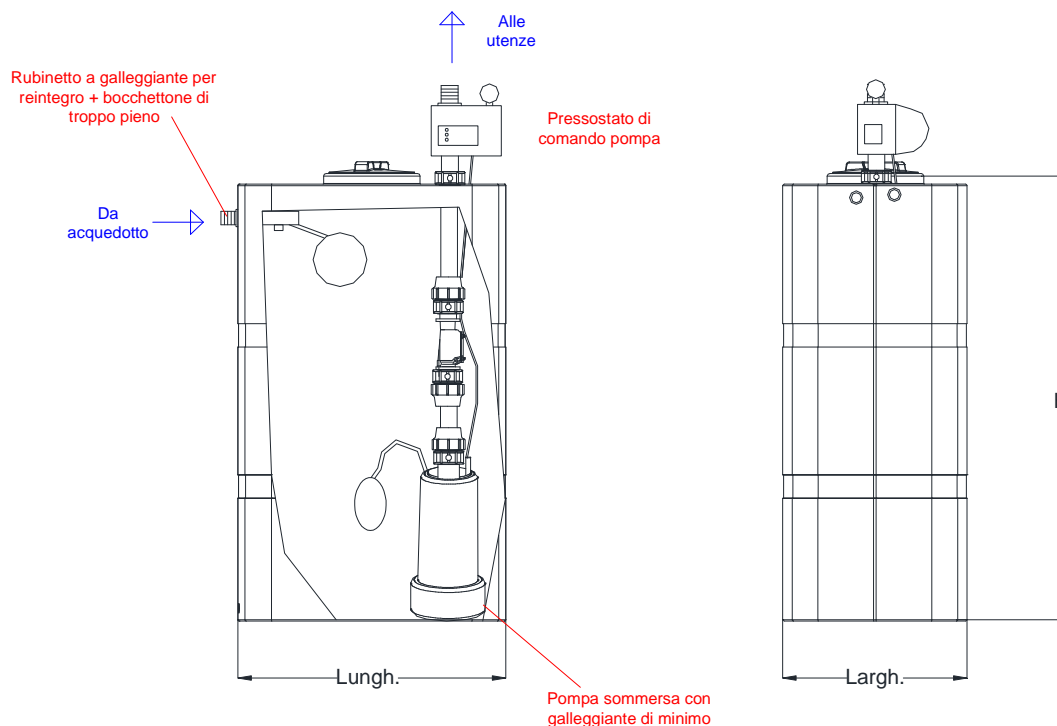 Alle
utenze
Rubinetto a galleggiante per
reintegro + bocchettone di
troppo pieno
Pressostato di
comando pompa
Da
acquedotto
Lungh.
Largh.
Pompa sommersa con
galleggiante di minimo